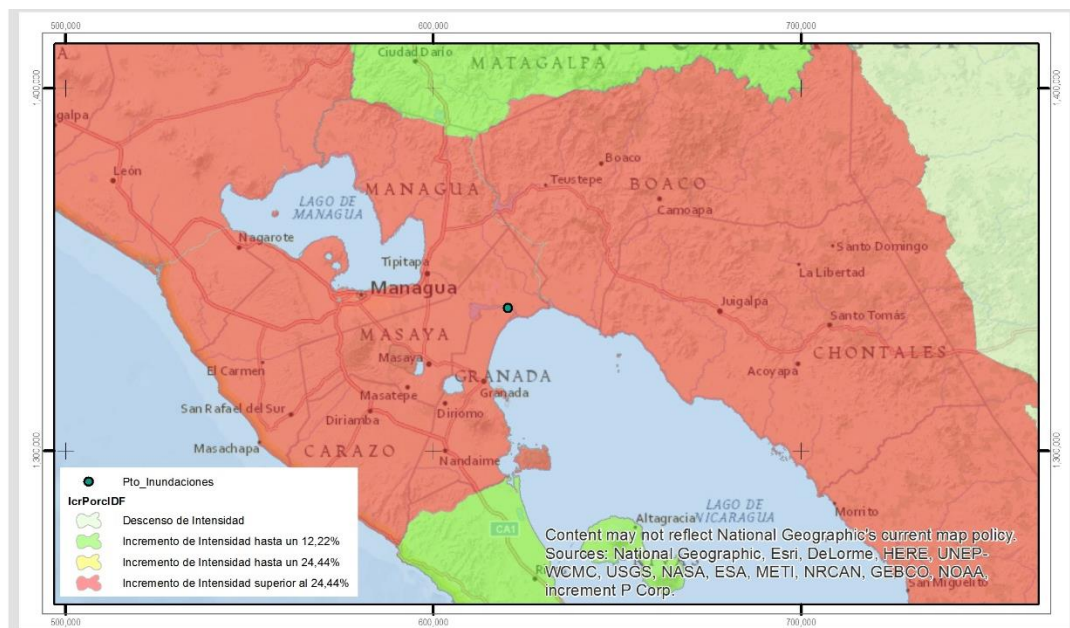 500,000 600,000 700,000
1,400,000 1,400,000
N I C A R A G U A
Ciudad Darío
MATAGALPA
A.
galpa
León
Boaco
Teustepe
BOACO
MANAGUA
Camoapa
LAGO DE
MANAGUA
Nagarote
Santo Domingo
Tipitapa
La Libertad
Managua
Juigalpa
Santo Tomás
MASAYA
CHONTALES
Masaya
El Carmen
Acoyapa
GRANADA
Granada
Masatepe
San Rafael del Sur
Diriomo
Diriamba
Masachapa
CARAZO
Nandaime
1,300,000 1,300,000
Pto_Inundaciones
IcrPorcIDF
Descenso de Intensidad
Incremento de Intensidad hasta un 12,22%
Incremento de Intensidad hasta un 24,44%
Incremento de Intensidad superior al 24,44%
CA1
LAGO DE
NICARAGUA
Altagracia
Morrito
San Miguelito
Content may not reflect National Geographic's current map policy.
Sources: National Geographic, Esri, DeLorme, HERE, UNEP-
WCMC, USGS, NASA, ESA, METI, NRCAN, GEBCO, NOAA,
increment P Corp.
500,000 600,000 700,000